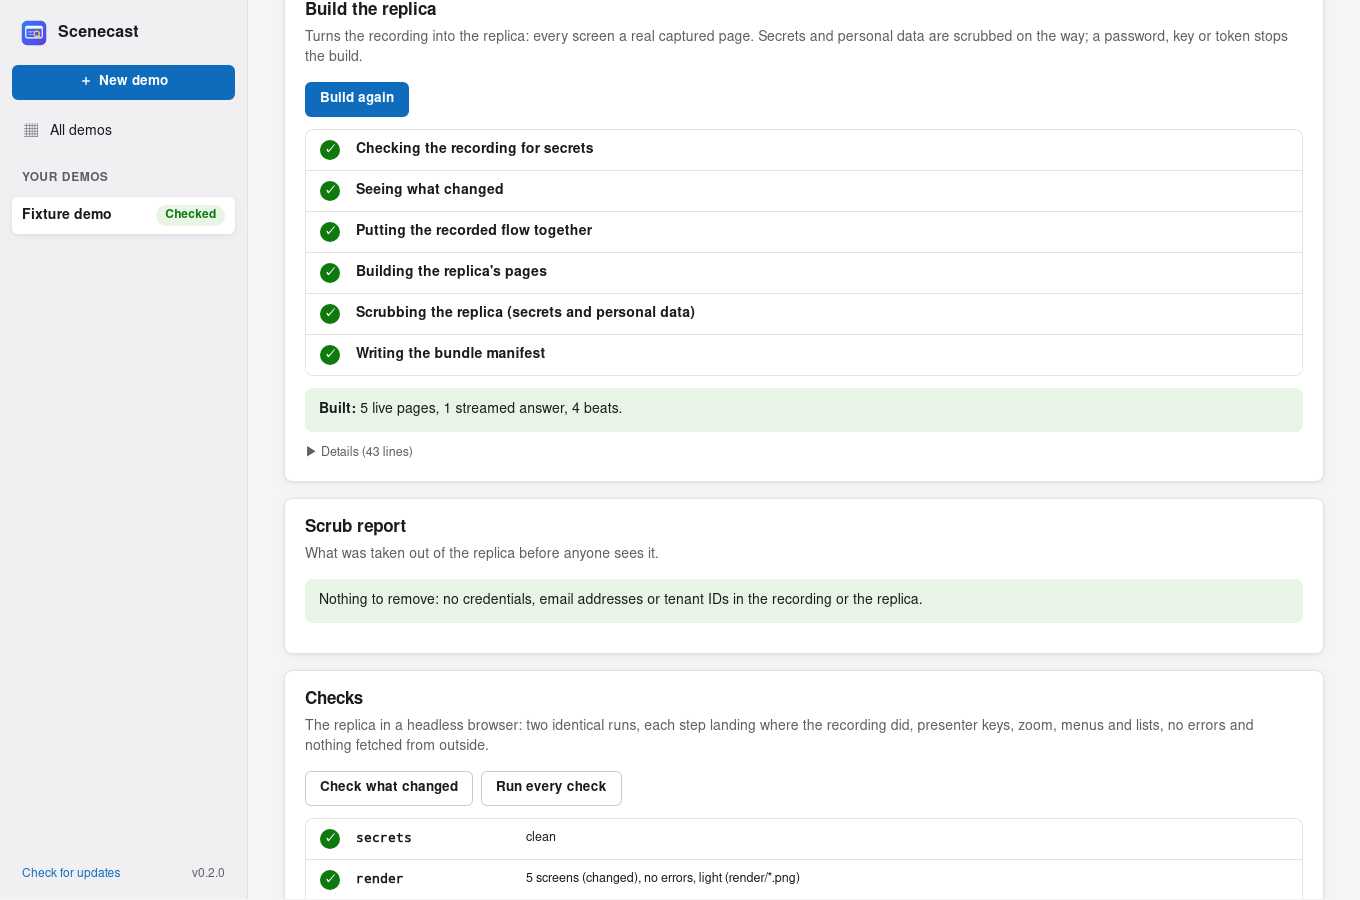 Scenecast
+ New demo
All demos
YOUR DEMOS
Fixture demo
Checked
Check for updates
v0.2.0
Build the replica
Turns the recording into the replica: every screen a real captured page. Secrets and personal data are scrubbed on the way; a password, key or token stops
the build.
Build again
Checking the recording for secrets
Seeing what changed
Putting the recorded flow together
Building the replica's pages
Scrubbing the replica (secrets and personal data)
Writing the bundle manifest
Built: 5 live pages, 1 streamed answer, 4 beats.
Details (43 lines)
Scrub report
What was taken out of the replica before anyone sees it.
Nothing to remove: no credentials, email addresses or tenant IDs in the recording or the replica.
Checks
The replica in a headless browser: two identical runs, each step landing where the recording did, presenter keys, zoom, menus and lists, no errors and
nothing fetched from outside.
Check what changed
Run every check
secrets
clean
render
5 screens (changed), no errors, light (render/*.png)